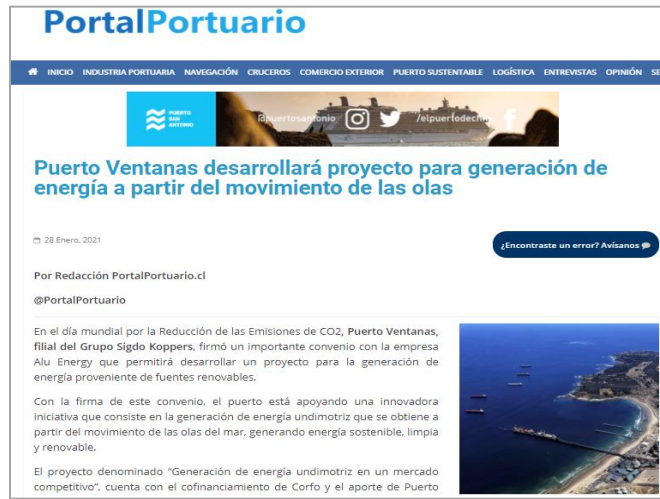 PortalPortuario
INICIO INDUSTRIA PORTUARIA NAVEGACIÓN CRUCEROS COMERCIO EXTERIOR PUERTO SUSTENTABLE LOGÍSTICA ENTREVISTAS OPINIÓN SE
PUERTO
SAN
ANTONIO
@puertosantonio /elpuertodechile
Puerto Ventanas desarrollará proyecto para generación de
energía a partir del movimiento de las olas
28 Enero, 2021
¿Encontraste un error? Avísanos
Por Redacción PortalPortuario.cl
@PortalPortuario
En el día mundial por la Reducción de las Emisiones de CO2, Puerto Ventanas,
filial del Grupo Sigdo Koppers, firmó un importante convenio con la empresa
Alu Energy que permitirá desarrollar un proyecto para la generación de
energía proveniente de fuentes renovables.
Con la firma de este convenio, el puerto está apoyando una innovadora
iniciativa que consiste en la generación de energía undimotriz que se obtiene a
partir del movimiento de las olas del mar, generando energía sostenible, limpia
y renovable.
El proyecto denominado “Generación de energía undimotriz en un mercado
competitivo”, cuenta con el cofinanciamiento de Corfo y el aporte de Puerto